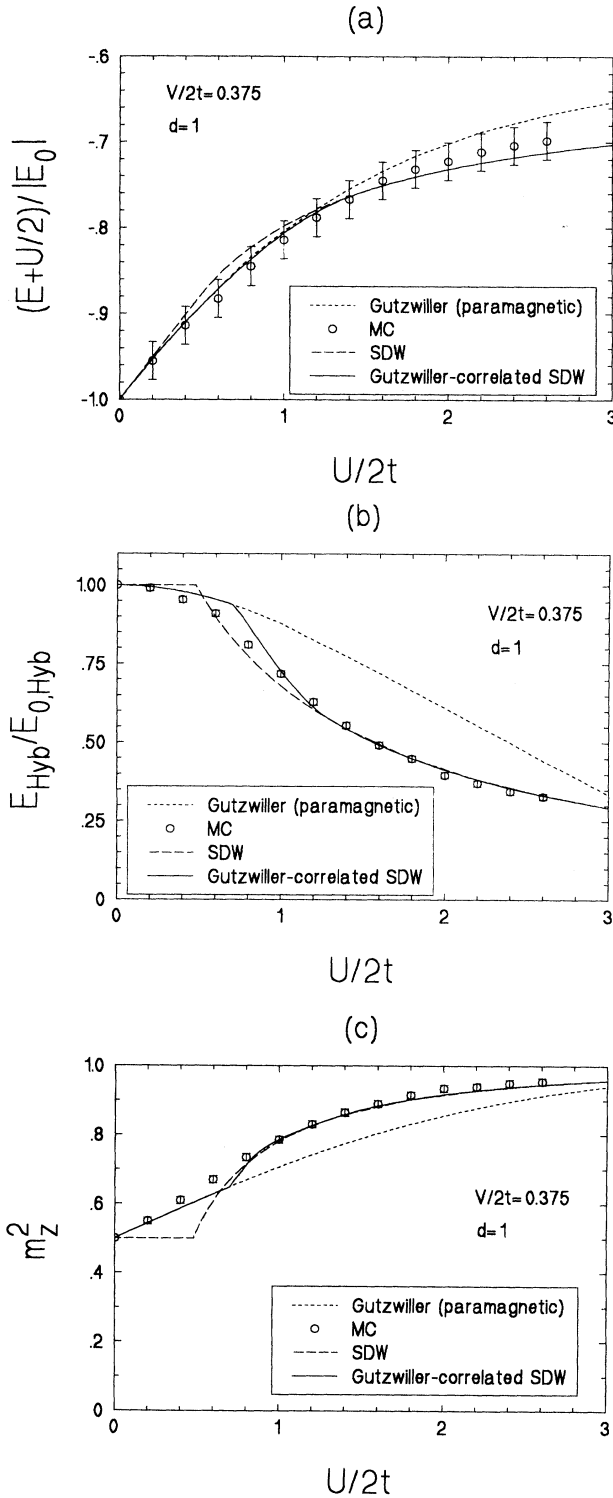 (a)
-.6
-.7
-.8
-.9
-1.0
(E+U/2)/|E0|
V/2t=0.375
d=1
Gutzwiller (paramagnetic)
MC
SDW
Gutzwiller-correlated SDW
0
1
2
3
U/2t
(b)
1.00
.75
.50
.25
0
EHyb/E0,Hyb
V/2t=0.375
d=1
Gutzwiller (paramagnetic)
MC
SDW
Gutzwiller-correlated SDW
0
1
2
3
U/2t
(c)
1.0
.8
.6
.4
.2
0
mz2
V/2t=0.375
d=1
Gutzwiller (paramagnetic)
MC
SDW
Gutzwiller-correlated SDW
0
1
2
3
U/2t